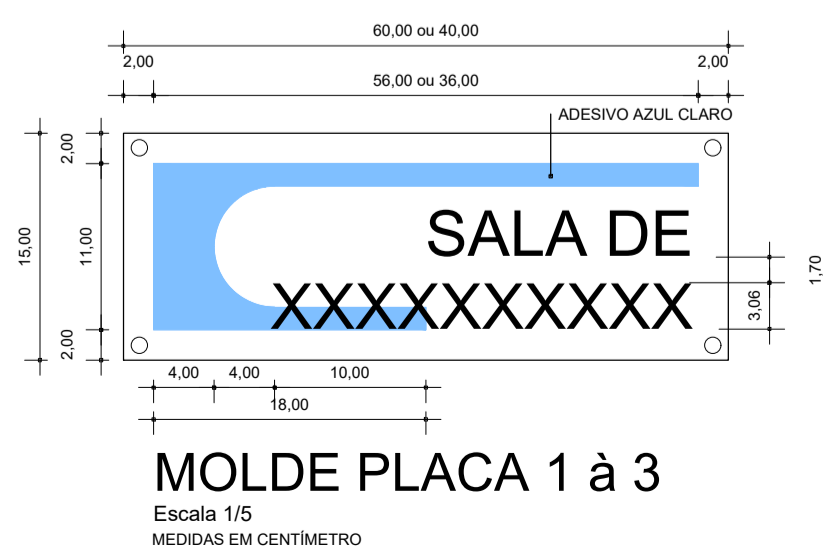 60,00 ou 40,00
2,00
2,00
56,00 ou 36,00
ADESIVO AZUL CLARO
2,00
15,00
11,00
2,00
SALA DE
XXXXXXXXXX
1,70
3,06
4,00
4,00
10,00
18,00
MOLDE PLACA 1 à 3
Escala 1/5
MEDIDAS EM CENTÍMETRO